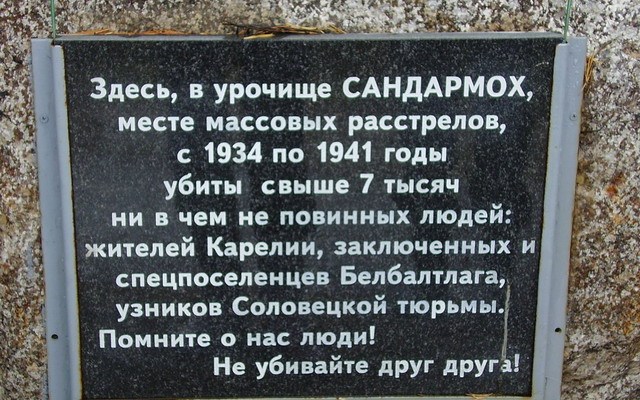 Здесь, в урочище САНДАРМОХ,
месте массовых расстрелов,
с 1934 по 1941 годы
убиты свыше 7 тысяч
ни в чем не повинных людей:
жителей Карелии, заключенных и
спецпоселенцев Белбалтлага,
узников Соловецкой тюрьмы.
Помните о нас люди!
Не убивайте друг друга!